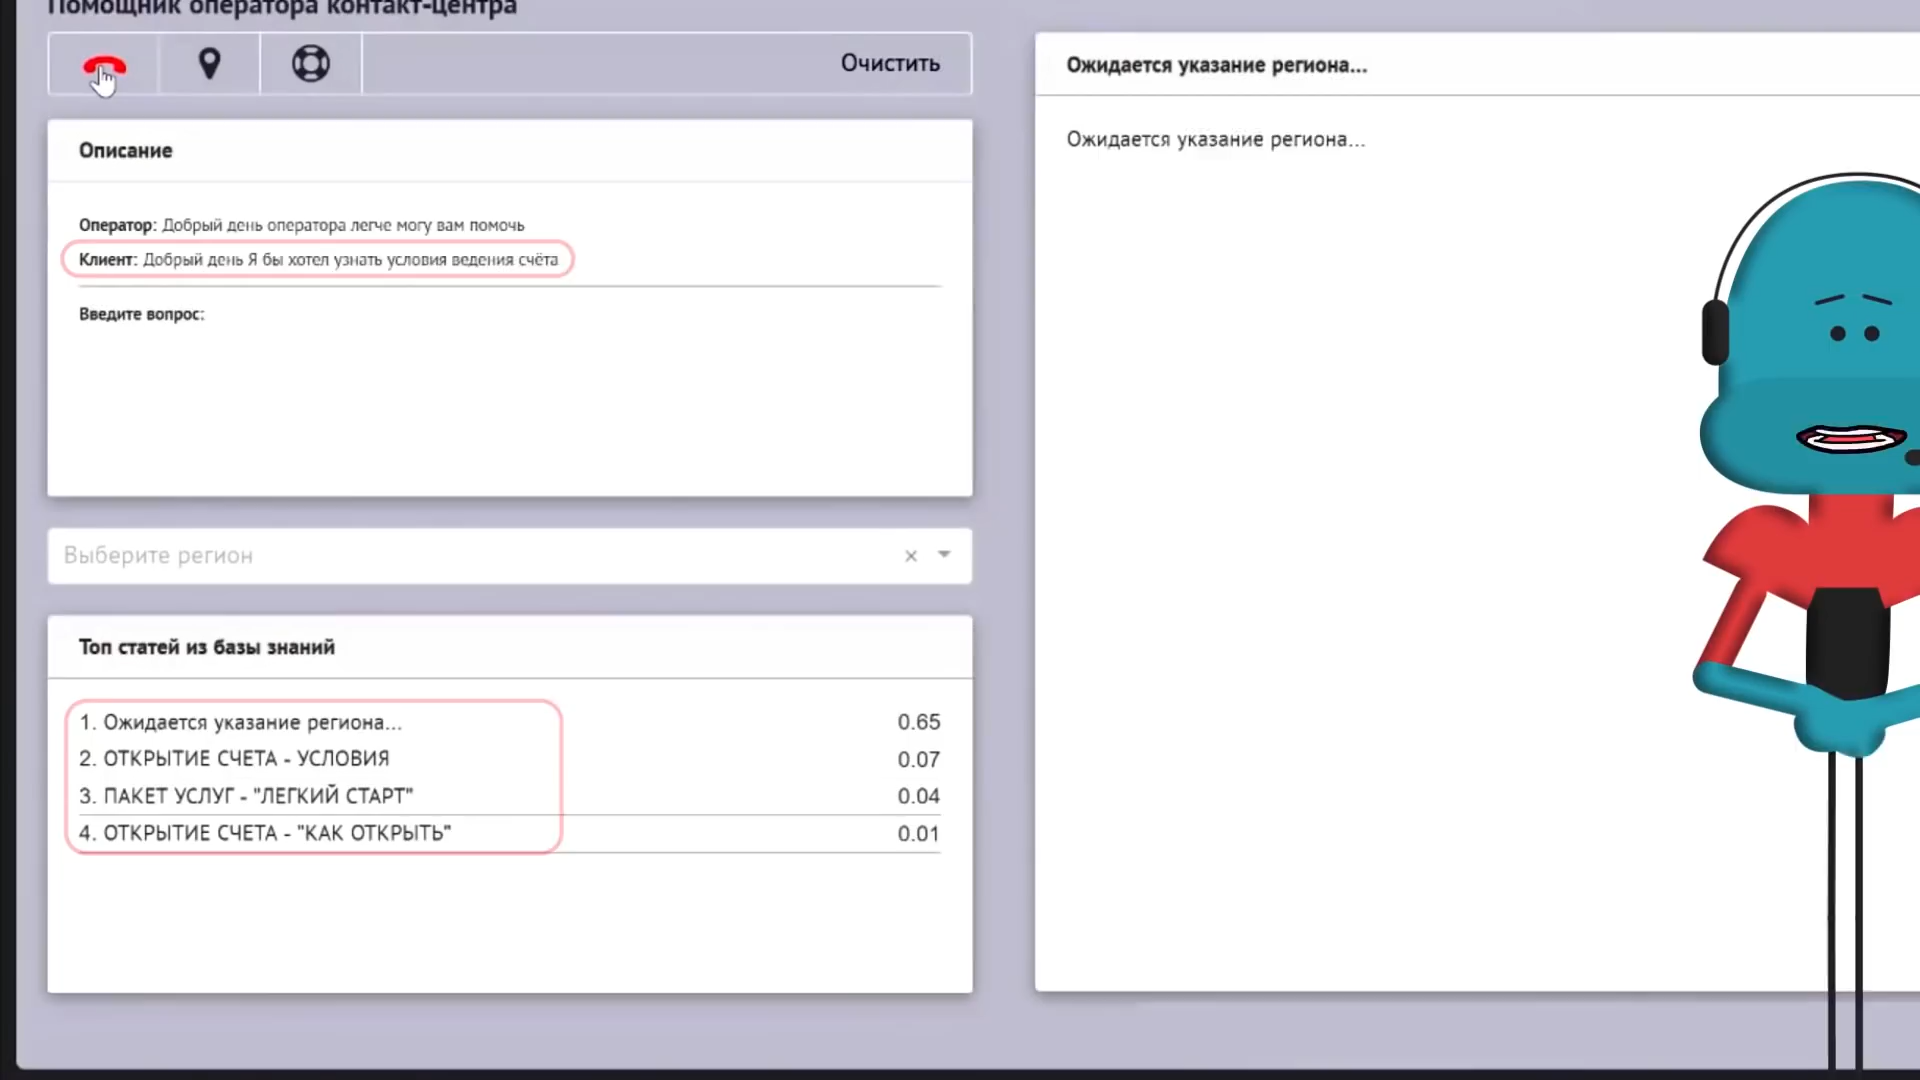 Помощник оператора контакт-центра
Очистить
Описание
Оператор: Добрый день оператора легче могу вам помочь
Клиент: Добрый день Я бы хотел узнать условия ведения счёта
Введите вопрос:
Выберите регион
Топ статей из базы знаний
1. Ожидается указание региона... 0.65
2. ОТКРЫТИЕ СЧЕТА - УСЛОВИЯ 0.07
3. ПАКЕТ УСЛУГ - "ЛЕГКИЙ СТАРТ" 0.04
4. ОТКРЫТИЕ СЧЕТА - "КАК ОТКРЫТЬ" 0.01
Ожидается указание региона...
Ожидается указание региона...